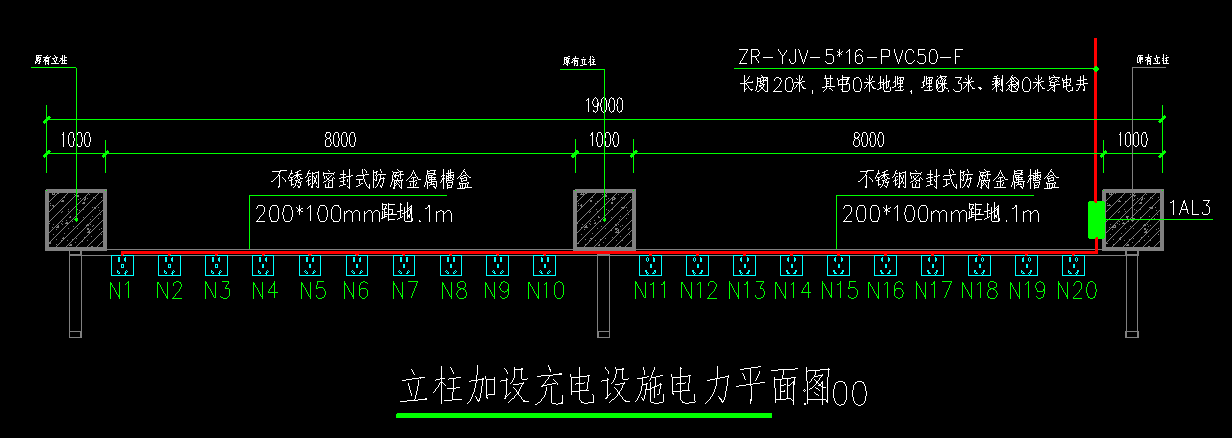 原有立柱
原有立柱
原有立柱
ZR-YJV-5*16-PVC50-F
19000
1000
8000
1000
8000
1000
不锈钢密封式防腐金属槽盒
200*100mm距地.1m
不锈钢密封式防腐金属槽盒
200*100mm距地.1m
1AL3
N1 N2 N3 N4 N5 N6 N7 N8 N9 N10 N11 N12 N13 N14 N15 N16 N17 N18 N19 N20
立柱加设充电设施电力平面图00